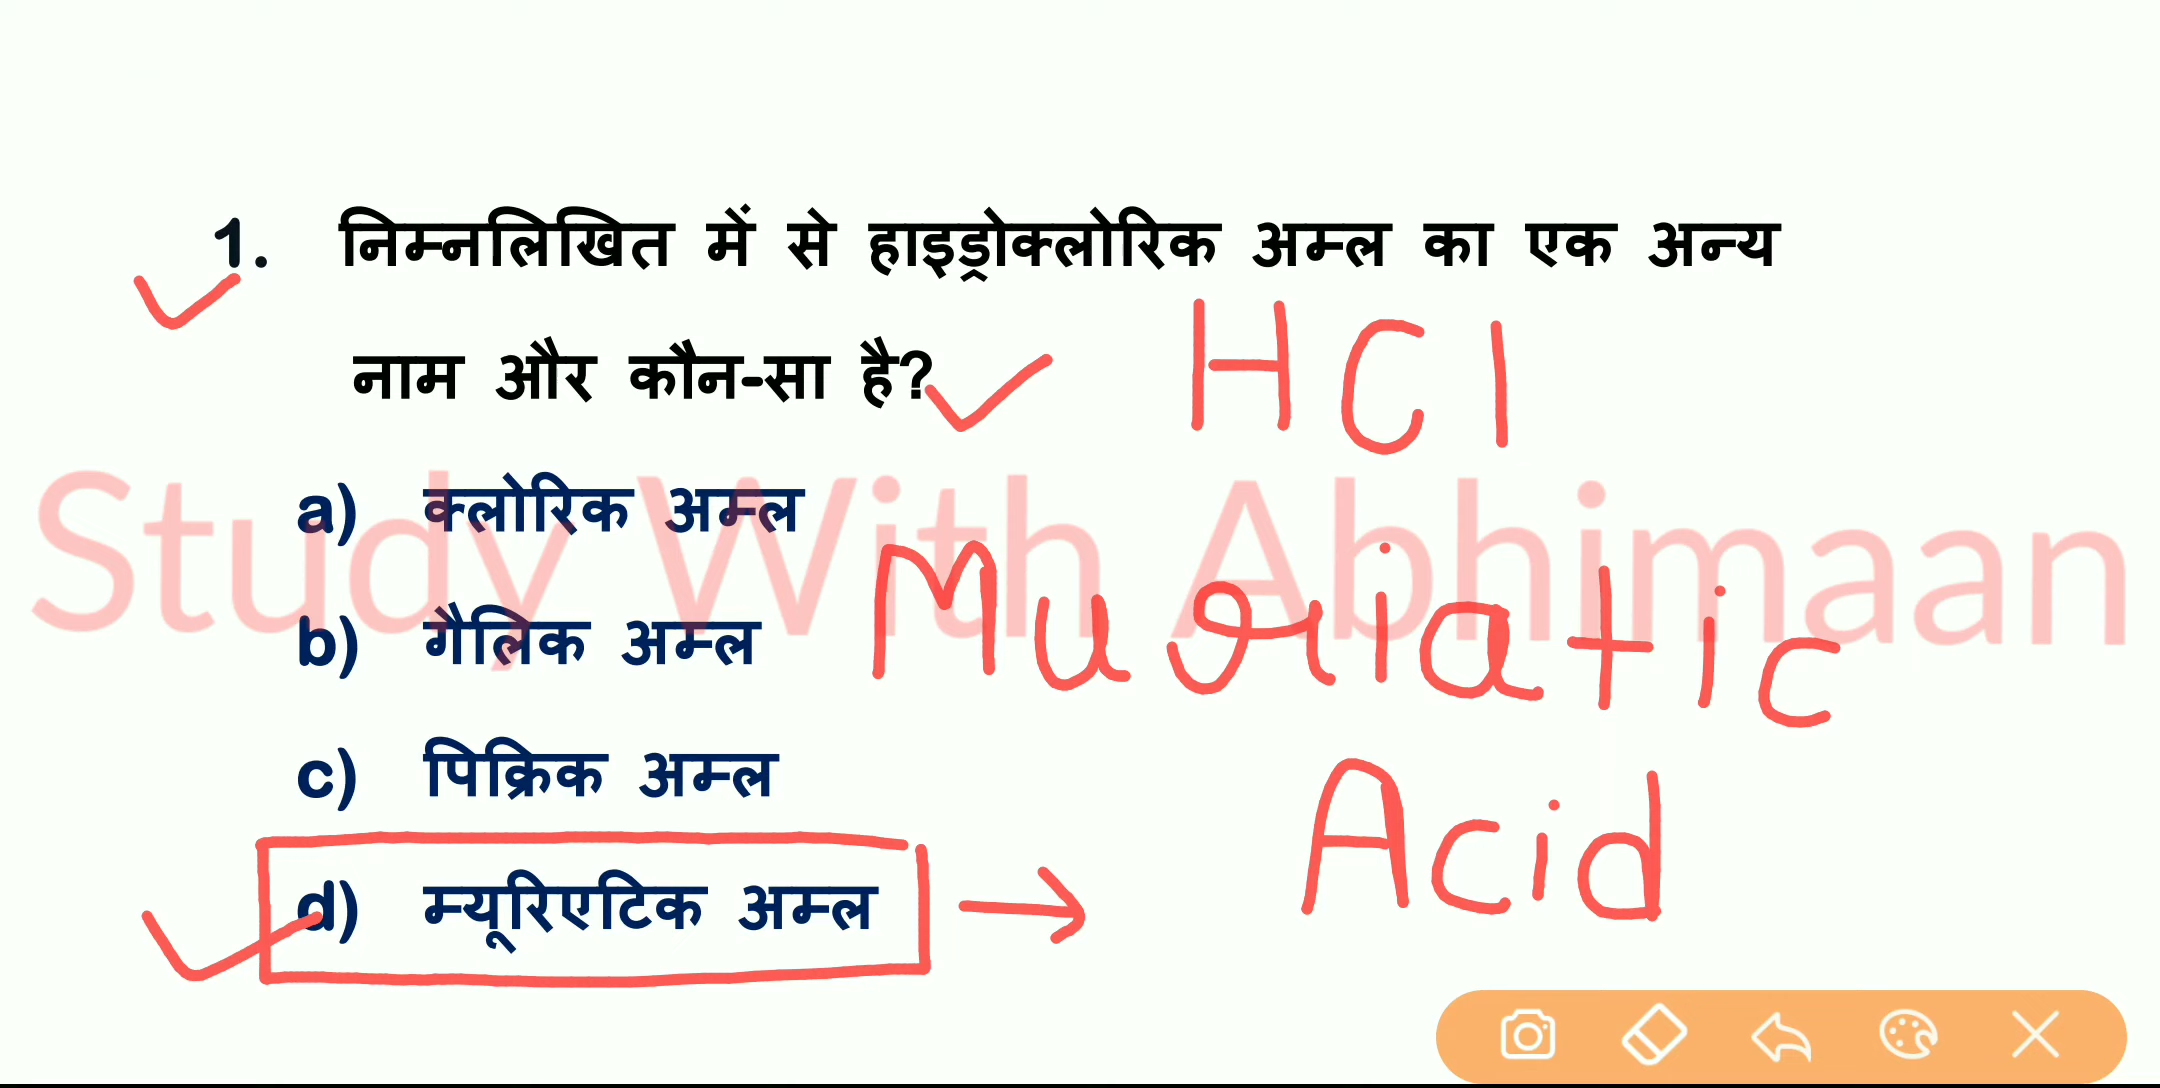 1. निम्नलिखित में से हाइड्रोक्लोरिक अम्ल का एक अन्य
नाम और कौन-सा है?
HCl
a) क्लोरिक अम्ल
Study With Abhimaan
b) गैलिक अम्ल
Muriatic
c) पिक्रिक अम्ल
Acid
d) म्यूरिएटिक अम्ल